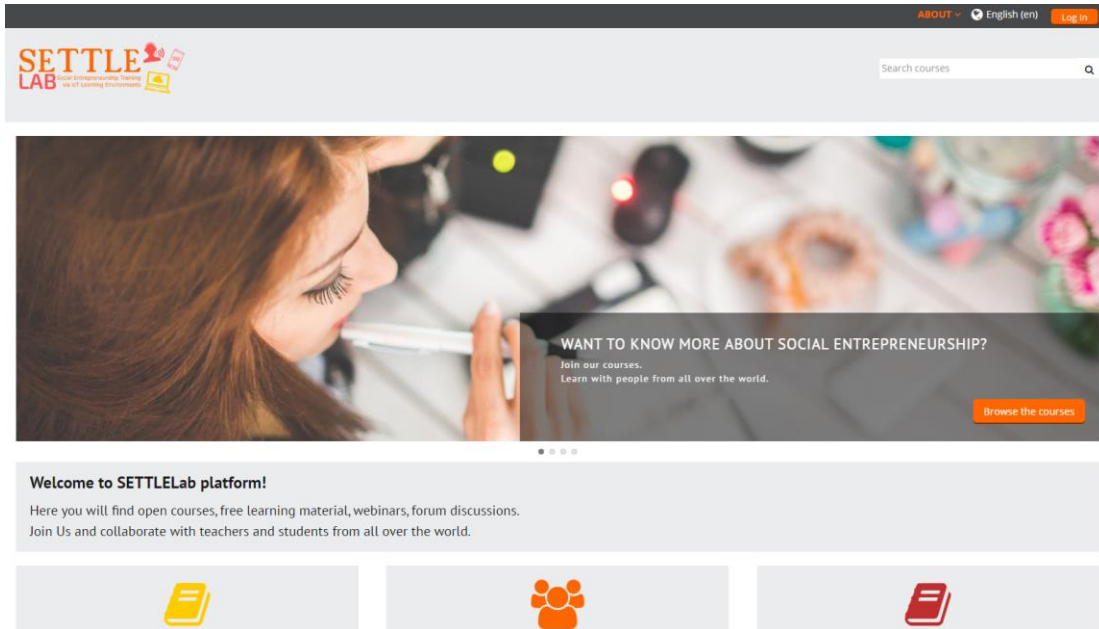 ABOUT English (en) Log In
SETTLE
LAB Social Entrepreneurship Training
via IoT Learning Environments
Search courses
WANT TO KNOW MORE ABOUT SOCIAL ENTREPRENEURSHIP?
Join our courses.
Learn with people from all over the world.
Browse the courses
Welcome to SETTLELab platform!
Here you will find open courses, free learning material, webinars, forum discussions.
Join Us and collaborate with teachers and students from all over the world.